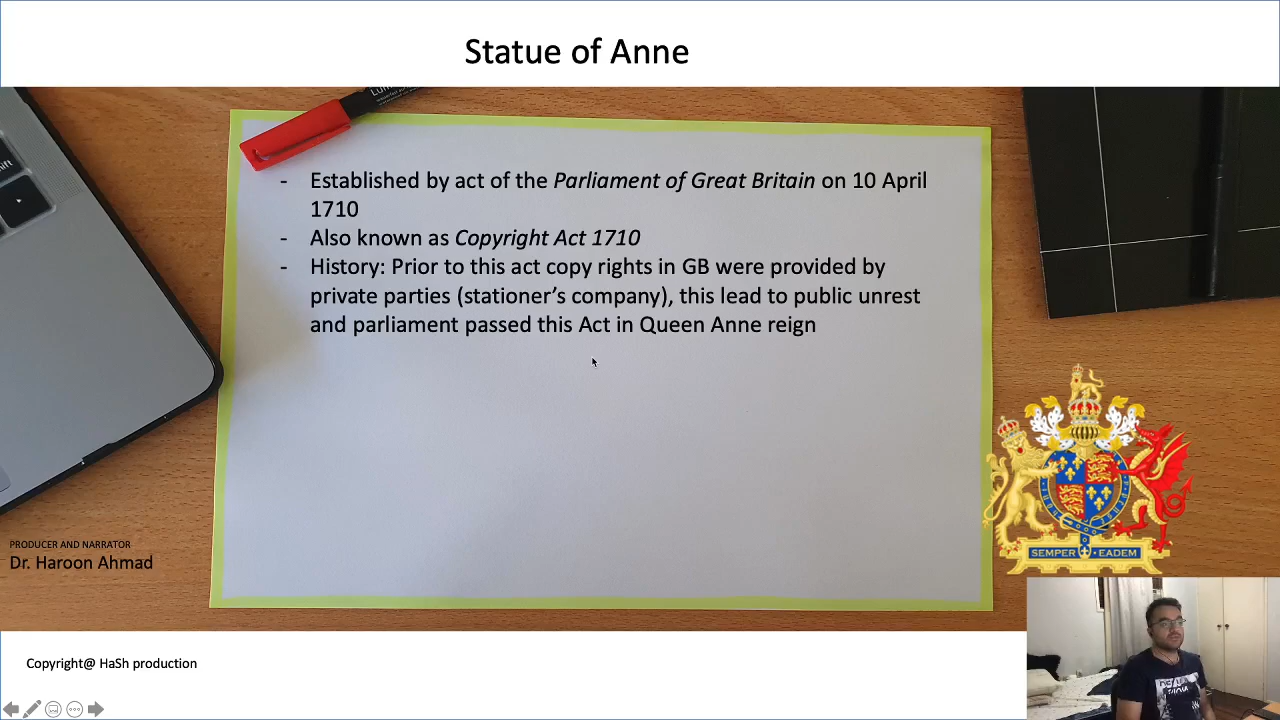 Statue of Anne
- Established by act of the Parliament of Great Britain on 10 April
1710
- Also known as Copyright Act 1710
- History: Prior to this act copy rights in GB were provided by
private parties (stationer's company), this lead to public unrest
and parliament passed this Act in Queen Anne reign
SEMPER EADEM
PRODUCER AND NARRATOR
Dr. Haroon Ahmad
Copyright@ HaSh production